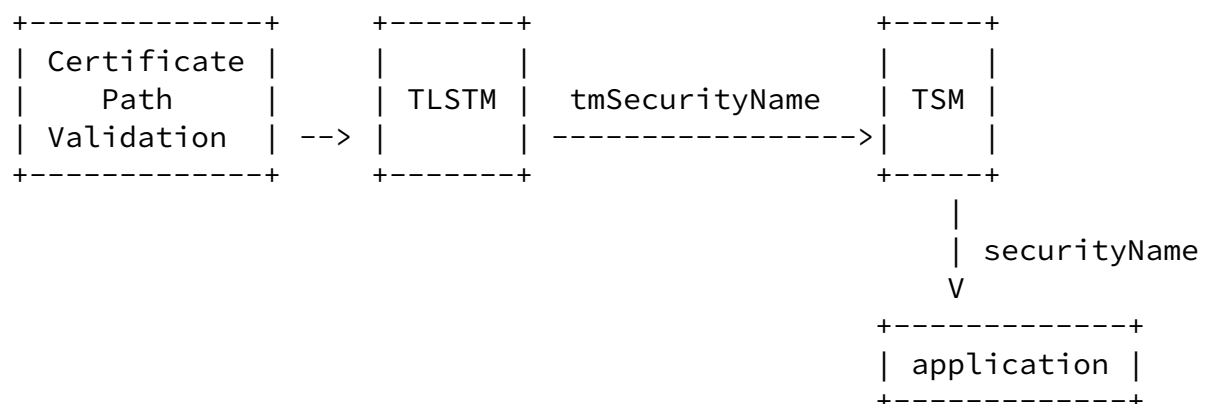 +-------------+     +-------+                   +-----+
| Certificate |     |       |                   |     |
|    Path     |     | TLSTM |  tmSecurityName   | TSM |
| Validation  | --> |       | ----------------->|     |
+-------------+     +-------+                   +-----+
                                                    |
                                                    | securityName
                                                    V
                                                +-------------+
                                                | application |
                                                +-------------+